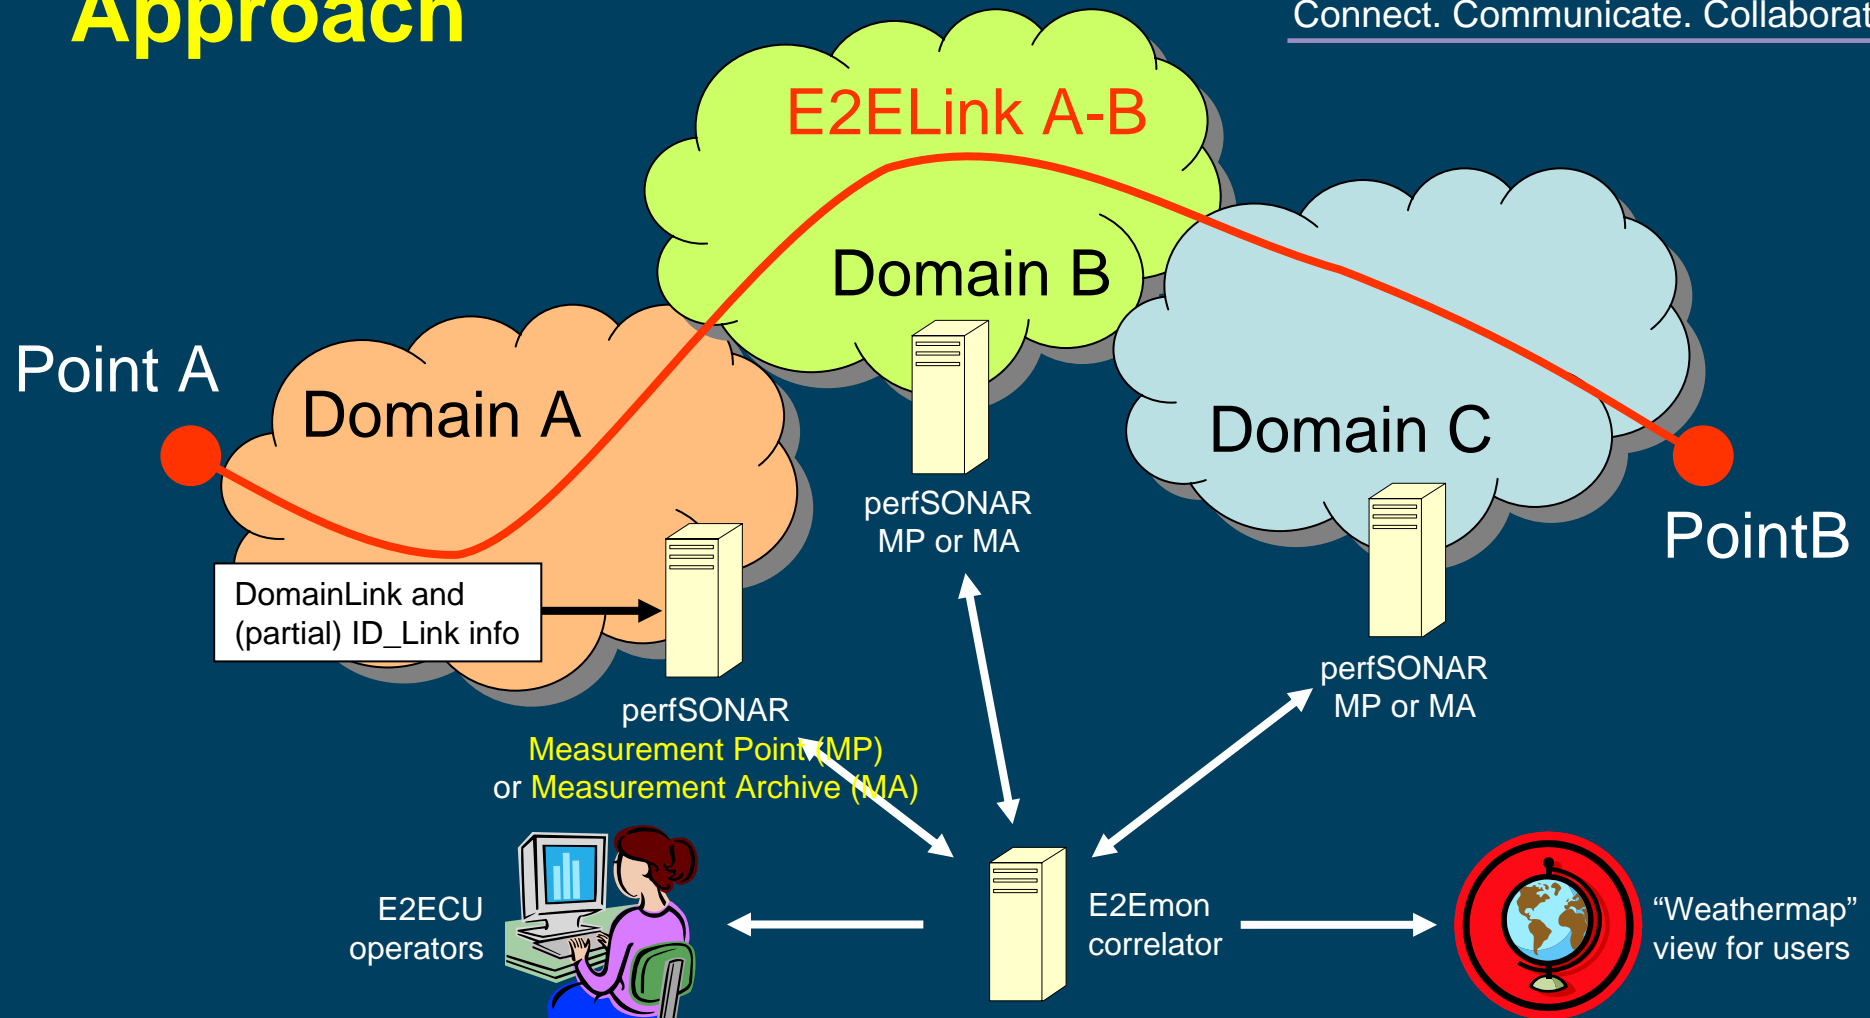 Approach
Connect. Communicate. Collaborat
E2ELink A-B
Domain B
Point A
Domain A
Domain C
perfSONAR
MP or MA
PointB
DomainLink and
(partial) ID_Link info
perfSONAR
MP or MA
perfSONAR
Measurement Point (MP)
or Measurement Archive (MA)
E2ECU
operators
E2Emon
correlator
“Weathermap”
view for users